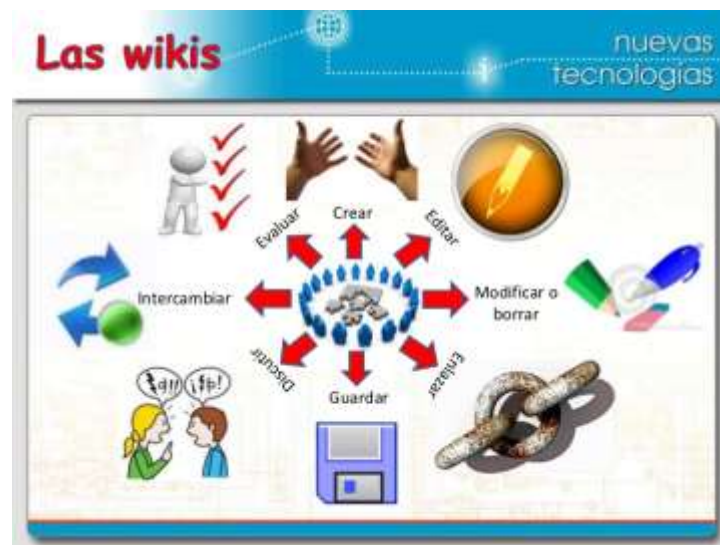 Las wikis
nuevas
tecnologías
Evaluar
Crear
Editar
Intercambiar
Modificar o
borrar
Discutir
Guardar
Enlazar